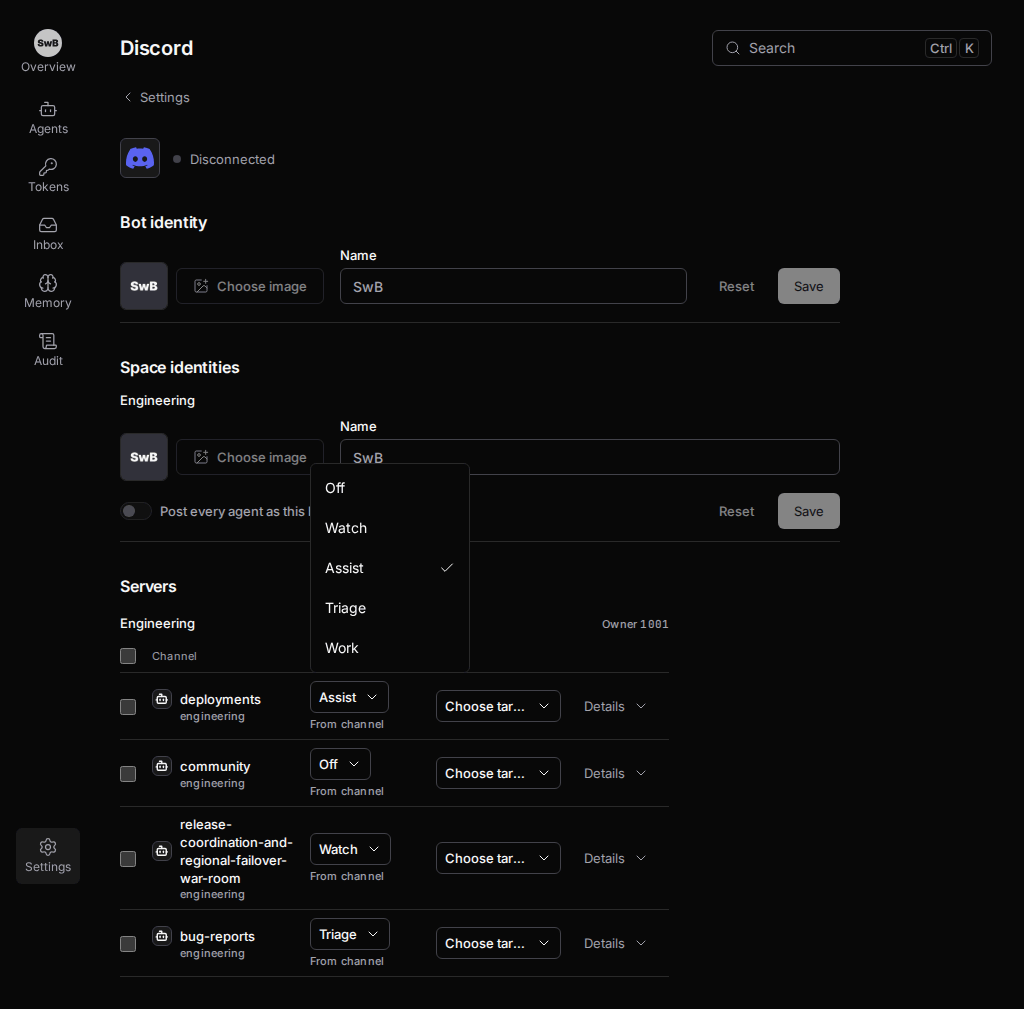 SwB
Overview
Agents
Tokens
Inbox
Memory
Audit
Settings
Discord
Search
Ctrl K
Settings
Disconnected
Bot identity
Name
SwB
Choose image
SwB
Reset
Save
Space identities
Engineering
Name
SwB
Choose image
SwB
Post every agent as this
Reset
Save
Off
Watch
Assist
Triage
Work
Servers
Engineering
Owner 1001
Channel
deployments
engineering
Assist
From channel
Choose tar...
Details
community
engineering
Off
From channel
Choose tar...
Details
release-
coordination-and-
regional-failover-
war-room
engineering
Watch
From channel
Choose tar...
Details
bug-reports
engineering
Triage
From channel
Choose tar...
Details